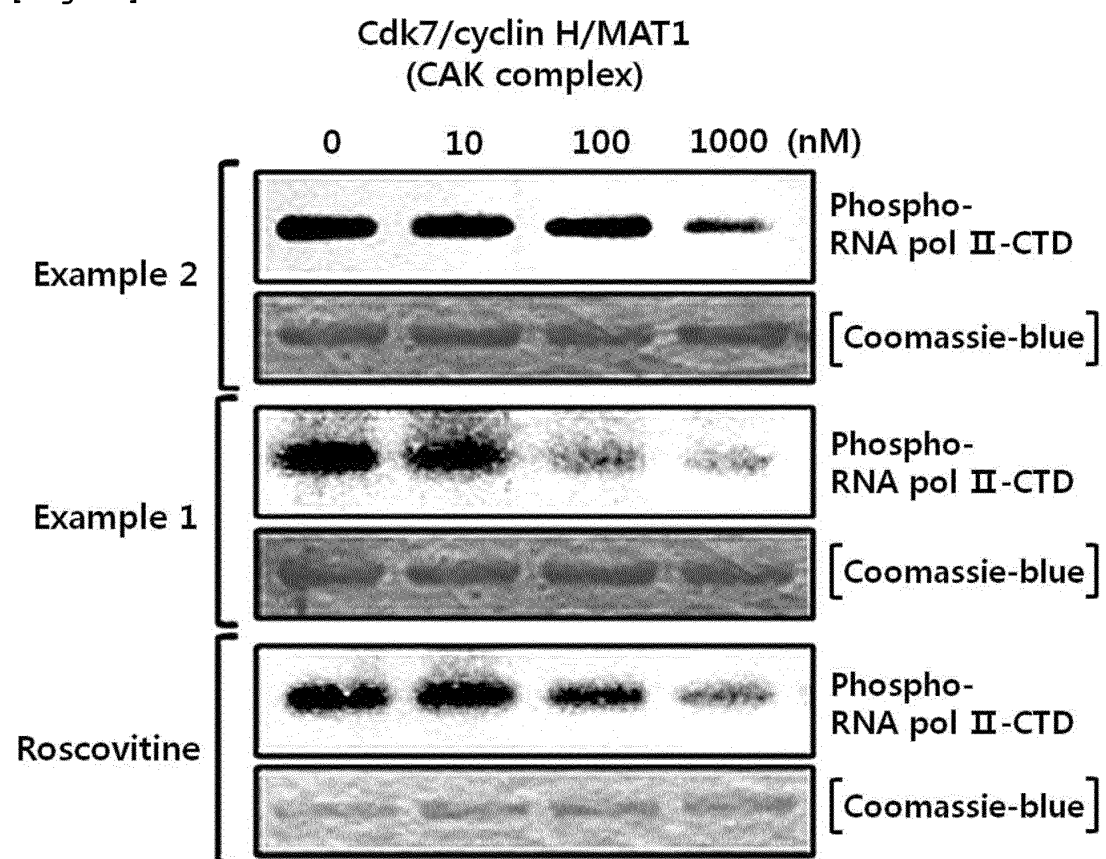 Cdk7/cyclin H/MAT1
(CAK complex)
0 10 100 1000 (nM)
Example 2
Phospho-
RNA pol Ⅱ-CTD
[Coomassie-blue]
Example 1
Phospho-
RNA pol Ⅱ-CTD
[Coomassie-blue]
Roscovitine
Phospho-
RNA pol Ⅱ-CTD
[Coomassie-blue]